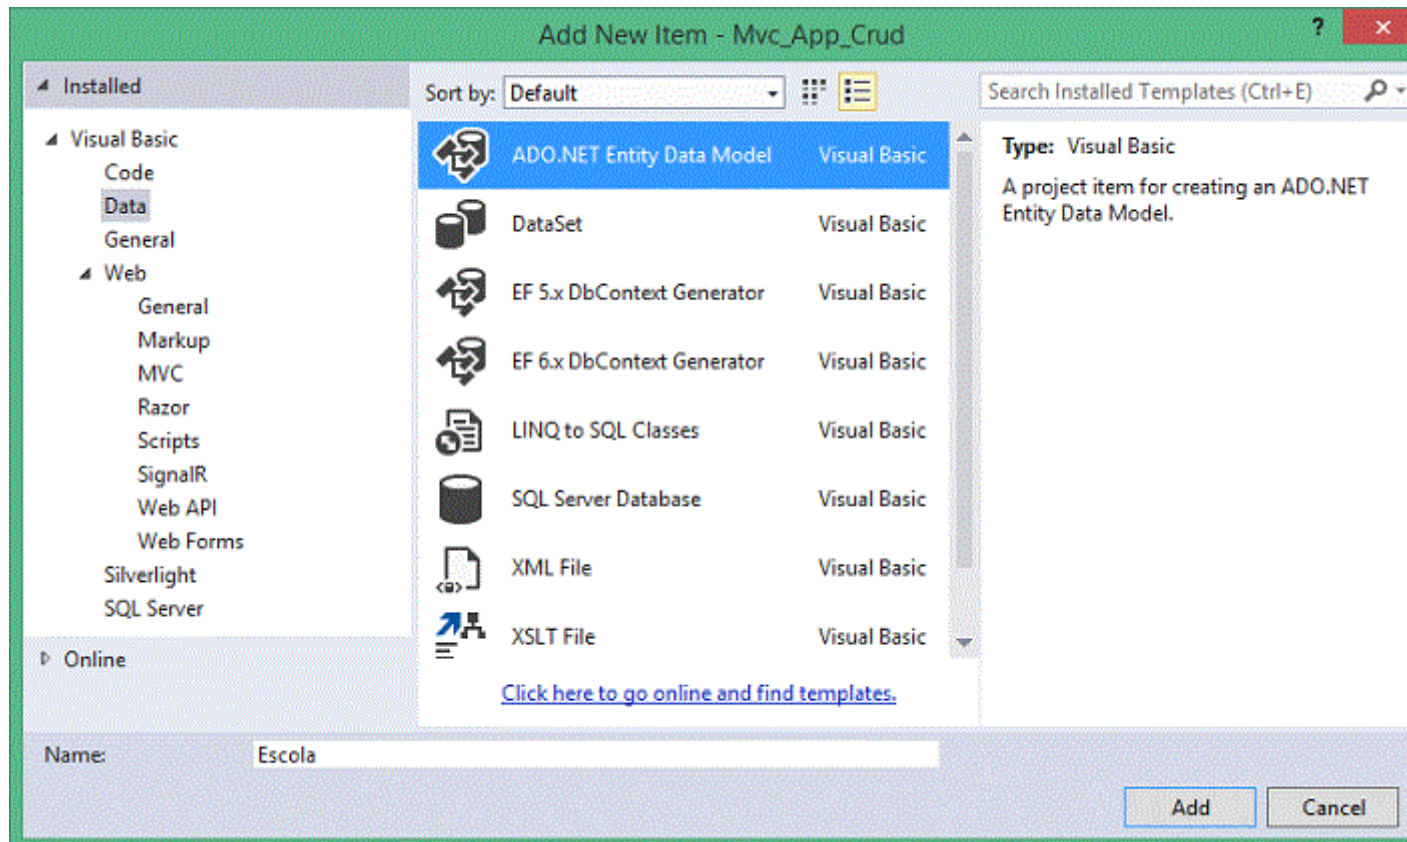 Add New Item - Mvc_App_Crud
?
Installed
Sort by: Default
Search Installed Templates (Ctrl+E)
Visual Basic
Code
Data
General
Web
General
Markup
MVC
Razor
Scripts
SignalR
Web API
Web Forms
Silverlight
SQL Server
Online
ADO.NET Entity Data Model Visual Basic
DataSet Visual Basic
EF 5.x DbContext Generator Visual Basic
EF 6.x DbContext Generator Visual Basic
LINQ to SQL Classes Visual Basic
SQL Server Database Visual Basic
XML File Visual Basic
XSLT File Visual Basic
Click here to go online and find templates.
Type: Visual Basic
A project item for creating an ADO.NET
Entity Data Model.
Name: Escola
Add Cancel